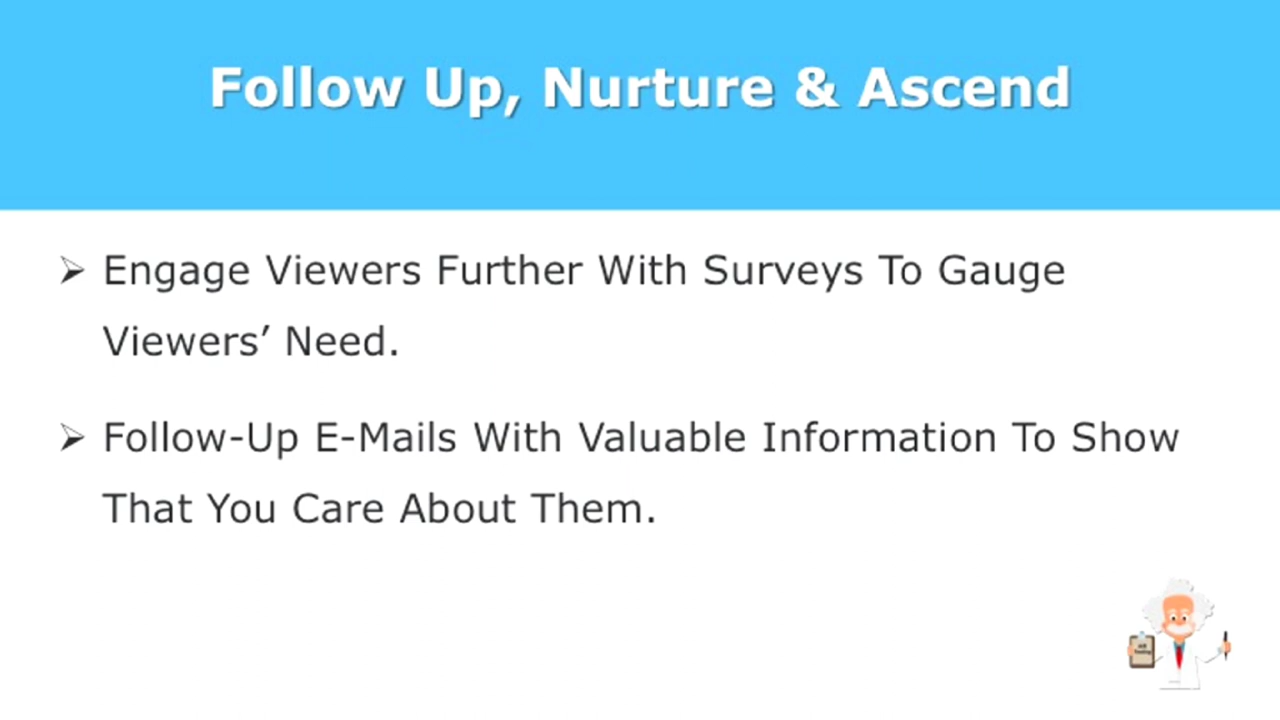 Follow Up, Nurture & Ascend
➢ Engage Viewers Further With Surveys To Gauge
Viewers’ Need.
➢ Follow-Up E-Mails With Valuable Information To Show
That You Care About Them.